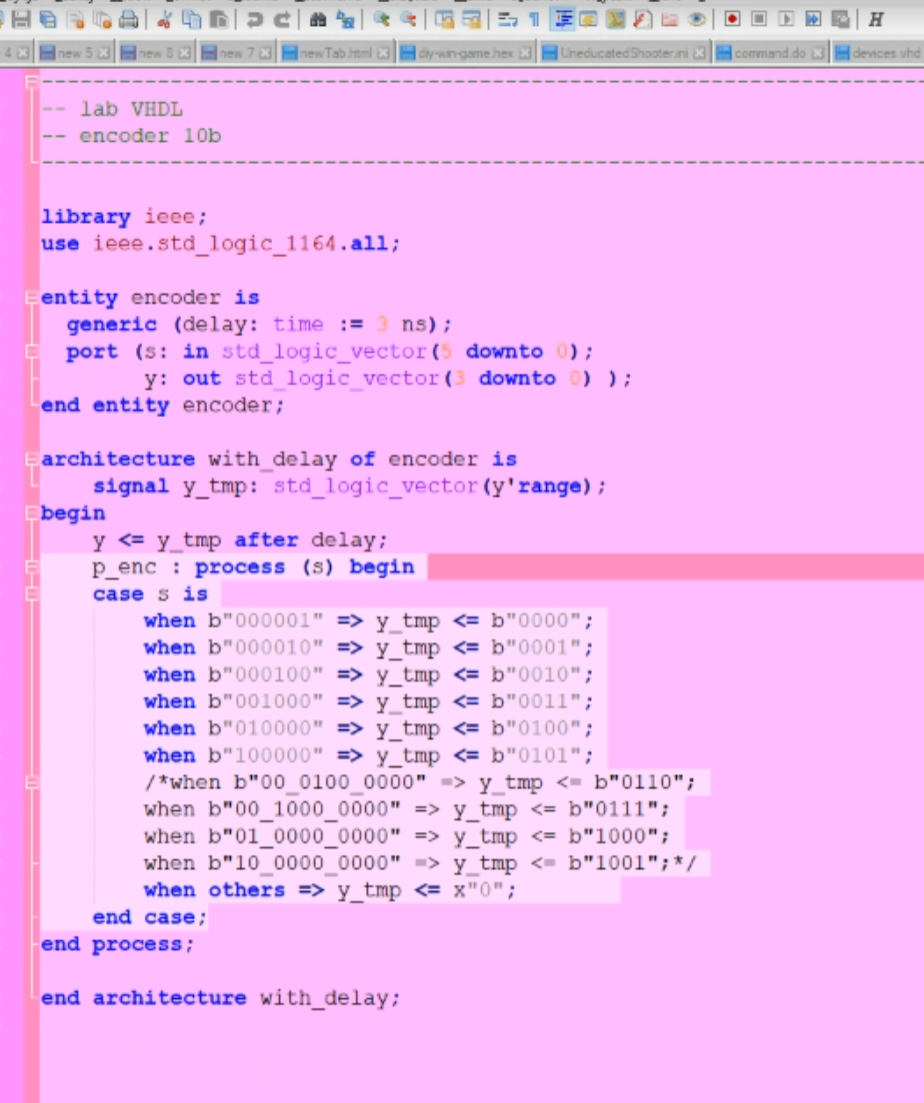 4 new 5 new 8 new 7 newTab.html diy-win-game.hex UneducatedShooter.ini command.do devices.vhd
--------------------------------------------------------------------
-- lab VHDL
-- encoder 10b
--------------------------------------------------------------------
library ieee;
use ieee.std_logic_1164.all;
entity encoder is
generic (delay: time := 3 ns);
port (s: in std_logic_vector(5 downto 0);
y: out std_logic_vector(3 downto 0) );
end entity encoder;
architecture with_delay of encoder is
signal y_tmp: std_logic_vector(y'range);
begin
y <= y_tmp after delay;
p_enc : process (s) begin
case s is
when b"000001" => y_tmp <= b"0000";
when b"000010" => y_tmp <= b"0001";
when b"000100" => y_tmp <= b"0010";
when b"001000" => y_tmp <= b"0011";
when b"010000" => y_tmp <= b"0100";
when b"100000" => y_tmp <= b"0101";
/*when b"00_0100_0000" => y_tmp <= b"0110";
when b"00_1000_0000" => y_tmp <= b"0111";
when b"01_0000_0000" => y_tmp <= b"1000";
when b"10_0000_0000" => y_tmp <= b"1001";*/
when others => y_tmp <= x"0";
end case;
end process;
end architecture with_delay;